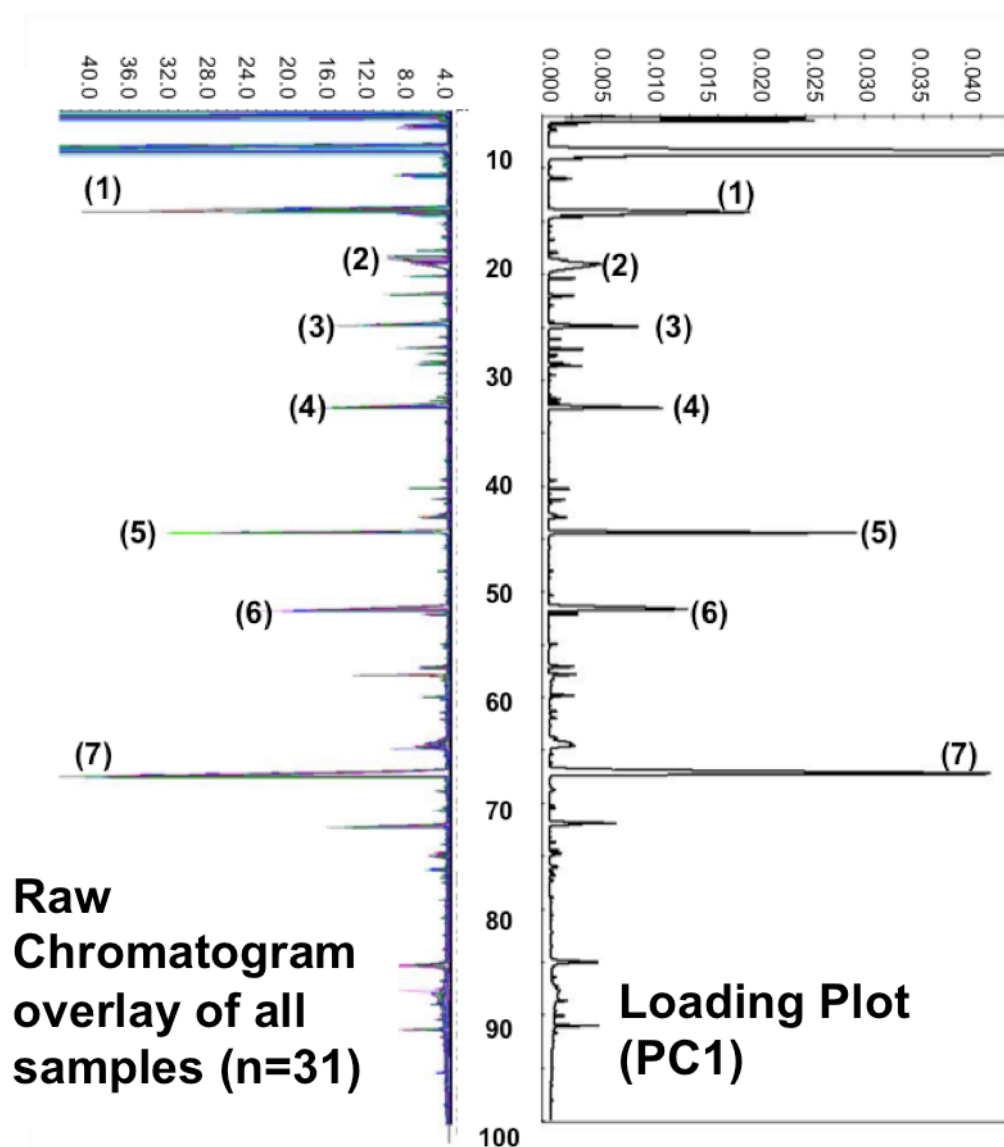 40.0 36.0 32.0 28.0 24.0 20.0 16.0 12.0 8.0 4.0
0.000 0.005 0.010 0.015 0.020 0.025 0.030 0.035 0.040
10
(1) (1)
(2) 20 (2)
(3) (3)
30
(4) (4)
40
(5) (5)
50
(6) (6)
60
(7) (7)
70
80
90
100
Raw
Chromatogram
overlay of all
samples (n=31)
Loading Plot
(PC1)